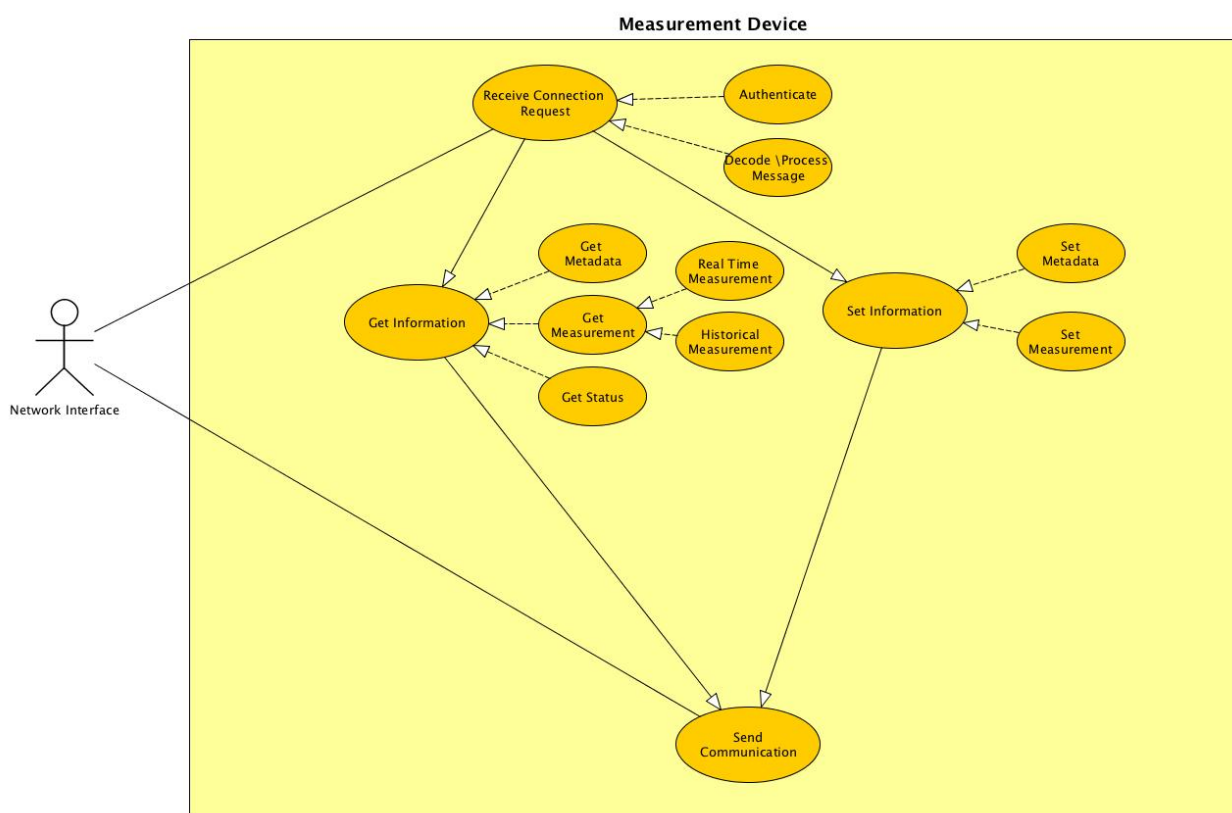 Measurement Device
Receive Connection
Request
Authenticate
Decode \Process
Message
Get
Metadata
Real Time
Measurement
Set
Metadata
Get Information
Get
Measurement
Set Information
Historical
Measurement
Set
Measurement
Get Status
Network Interface
Send
Communication